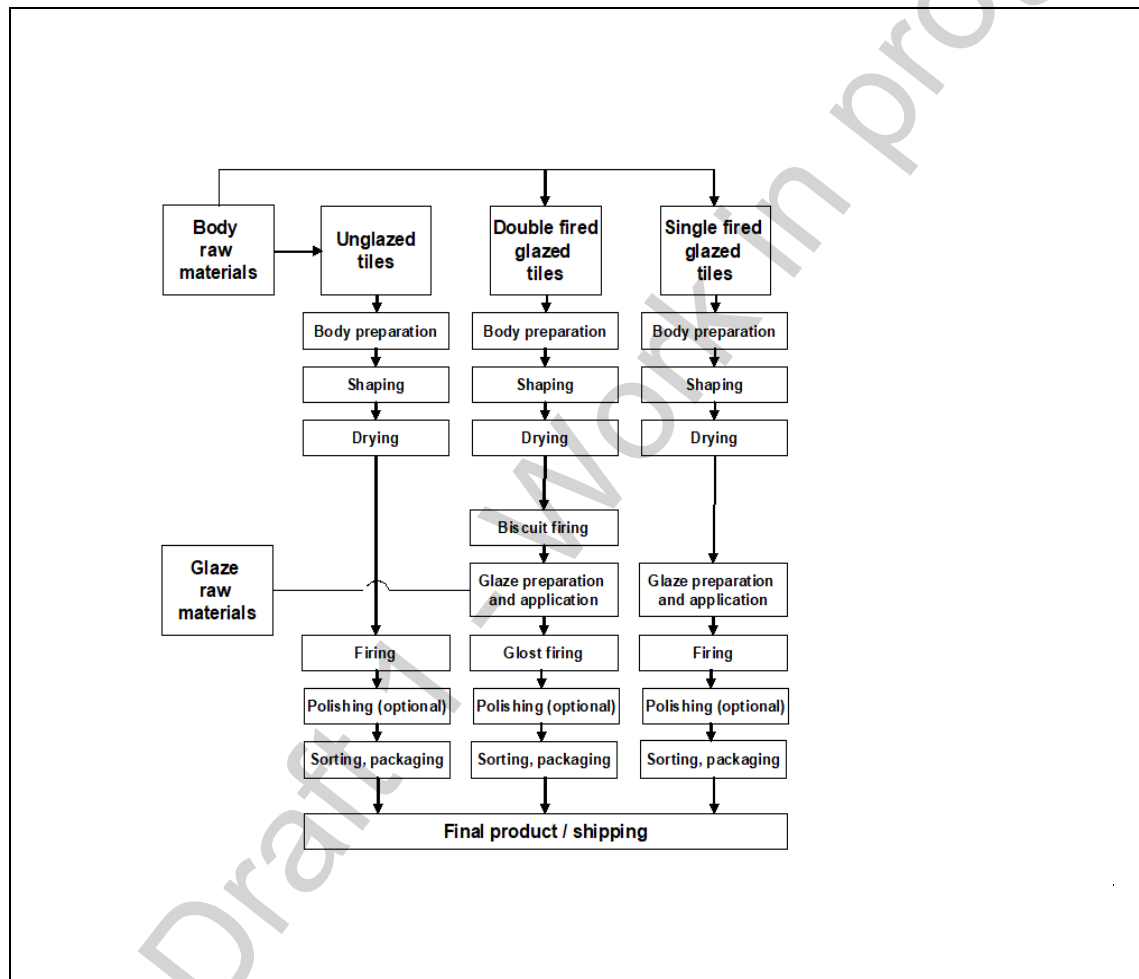 Body
raw
materials
Unglazed
tiles
Double fired
glazed
tiles
Single fired
glazed
tiles
Body preparation
Body preparation
Body preparation
Shaping
Shaping
Shaping
Drying
Drying
Drying
Biscuit firing
Glaze
raw
materials
Glaze preparation
and application
Glaze preparation
and application
Firing
Glost firing
Firing
Polishing (optional)
Polishing (optional)
Polishing (optional)
Sorting, packaging
Sorting, packaging
Sorting, packaging
Final product / shipping
Draft 1 - Work in pro